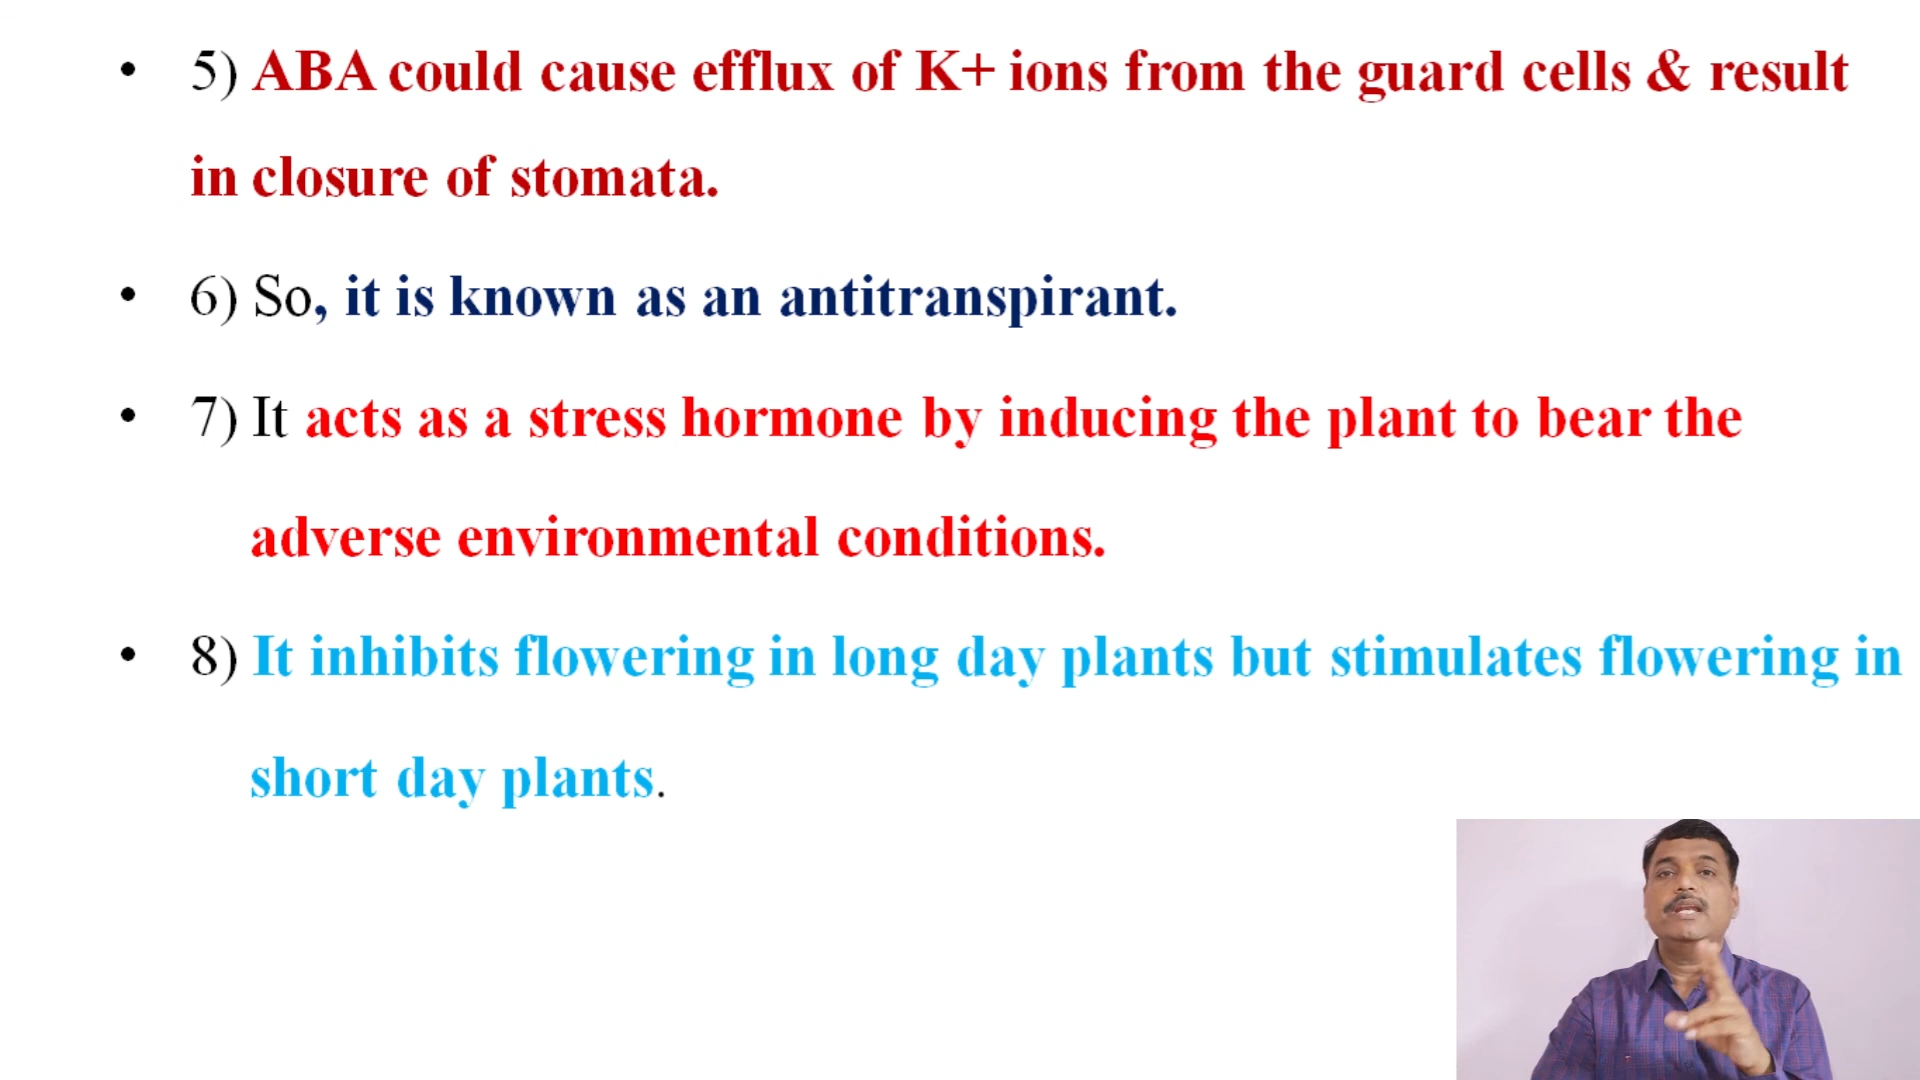 • 5) ABA could cause efflux of K+ ions from the guard cells & result
in closure of stomata.
• 6) So, it is known as an antitranspirant.
• 7) It acts as a stress hormone by inducing the plant to bear the
adverse environmental conditions.
• 8) It inhibits flowering in long day plants but stimulates flowering in
short day plants.